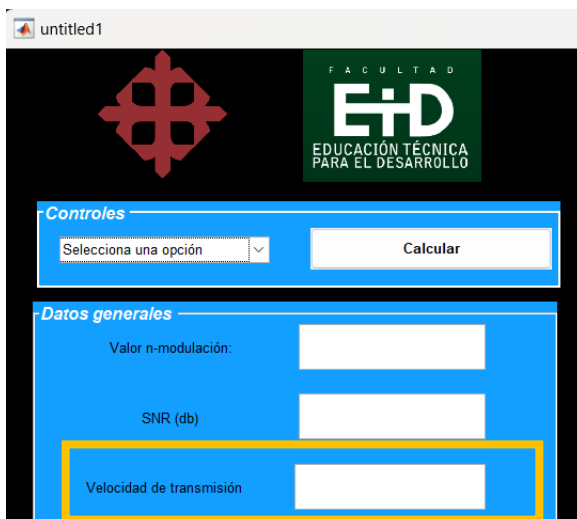 untitled1
FACULTAD
EiD
EDUCACIÓN TÉCNICA
PARA EL DESARROLLO
Controles
Selecciona una opción
Calcular
Datos generales
Valor n-modulación:
SNR (db)
Velocidad de transmisión